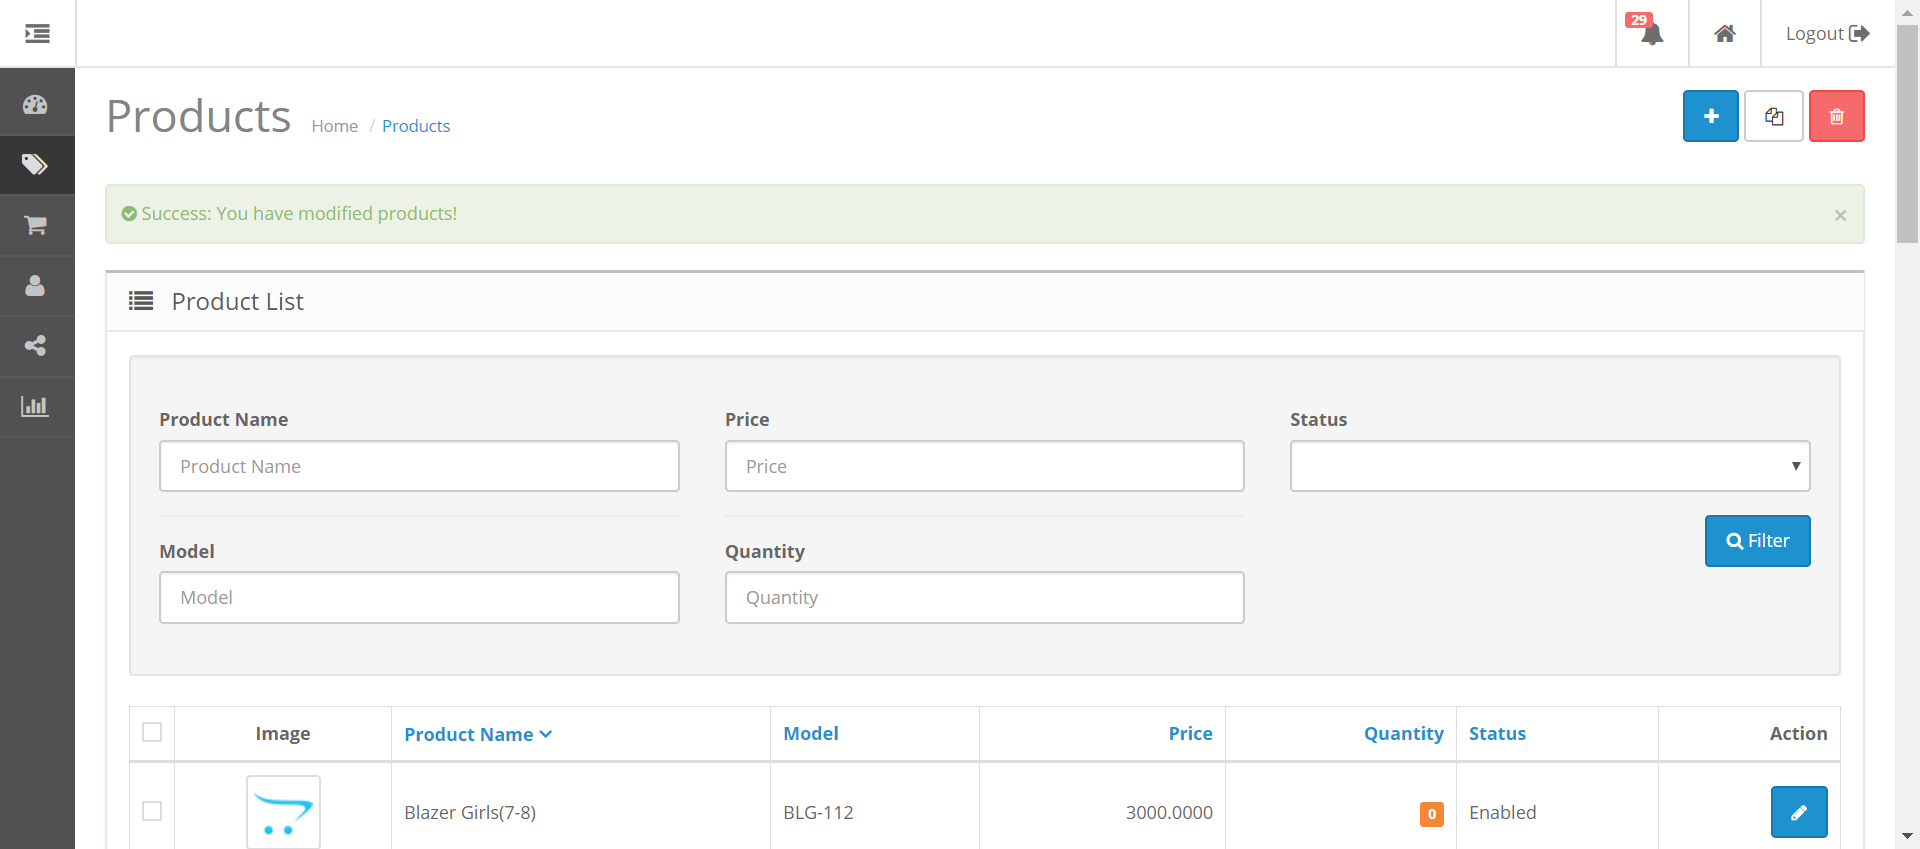 29
Logout
Products
Home / Products
Success: You have modified products!
×
Product List
Product Name
Price
Status
Product Name
Price
Filter
Model
Quantity
Model
Quantity
Image Product Name Model Price Quantity Status Action
Blazer Girls(7-8) BLG-112 3000.0000 0 Enabled